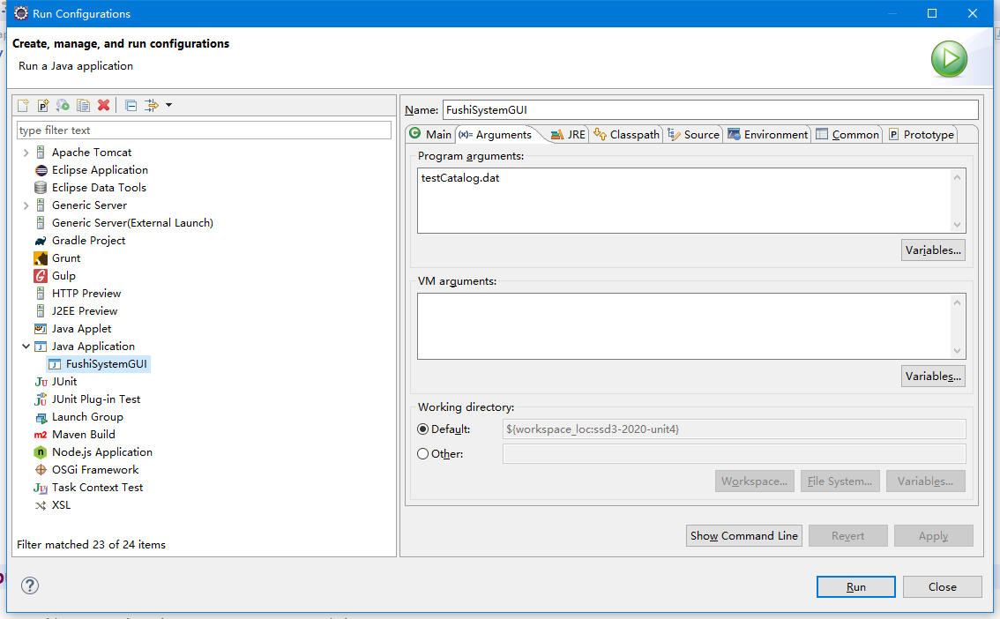 Run Configurations
Create, manage, and run configurations
Run a Java application
type filter text
Apache Tomcat
Eclipse Application
Eclipse Data Tools
Generic Server
Generic Server(External Launch)
Gradle Project
Grunt
Gulp
HTTP Preview
J2EE Preview
Java Applet
Java Application
FushiSystemGUI
JUnit
JUnit Plug-in Test
Launch Group
Maven Build
Node.js Application
OSGi Framework
Task Context Test
XSL
Filter matched 23 of 24 items
Name: FushiSystemGUI
Main (x)= Arguments JRE Classpath Source Environment Common Prototype
Program arguments:
testCatalog.dat
Variables...
VM arguments:
Variables...
Working directory:
Default: ${workspace_loc:ssd3-2020-unit4}
Other:
Workspace... File System... Variables...
Show Command Line Revert Apply
Run Close